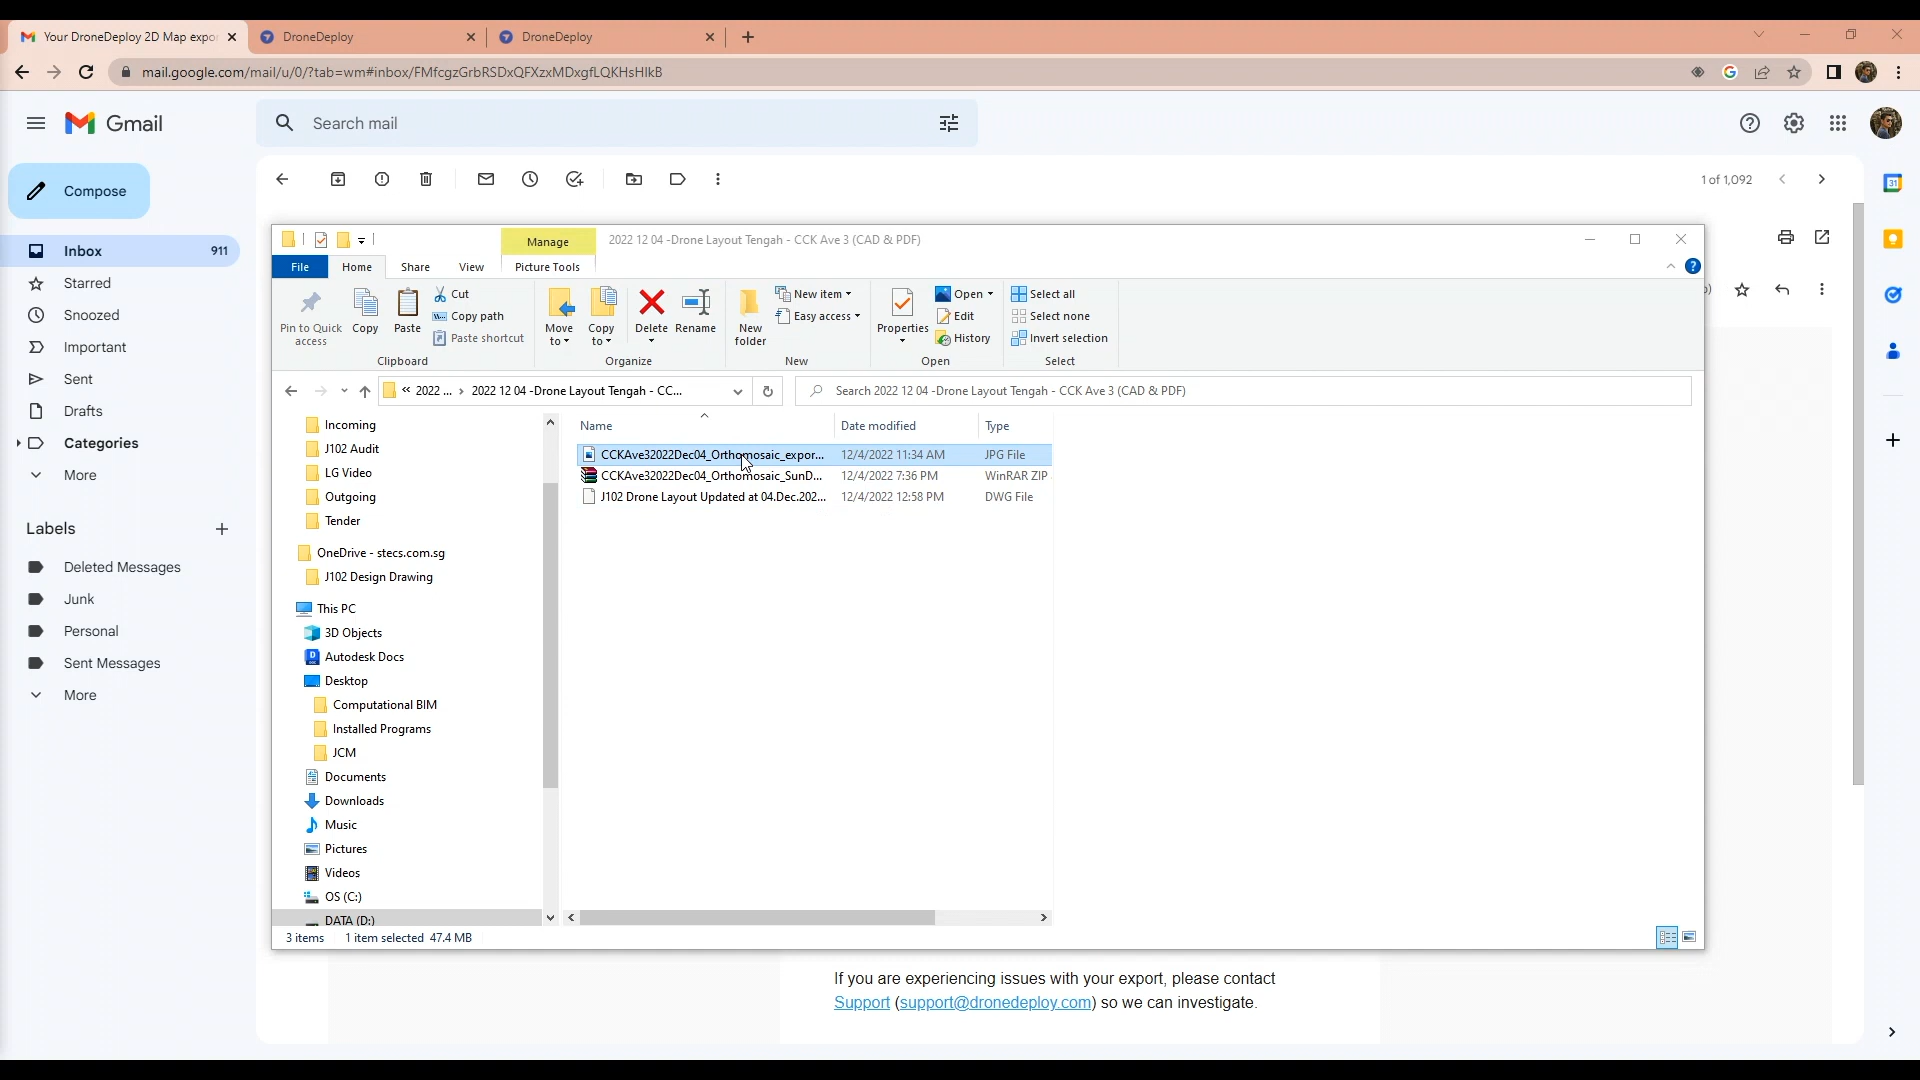 Your DroneDeploy 2D Map expor
DroneDeploy
DroneDeploy
mail.google.com/mail/u/0/?tab=wm#inbox/FMfcgzGrbRSDxQFXzxMDxgfLQKHsHlkB
Gmail
Search mail
Compose
1 of 1,092
Inbox 911
Starred
Snoozed
Important
Sent
Drafts
Categories
More
Labels
Deleted Messages
Junk
Personal
Sent Messages
More
Manage
2022 12 04 -Drone Layout Tengah - CCK Ave 3 (CAD & PDF)
File Home Share View Picture Tools
Pin to Quick access
Copy
Paste
Cut
Copy path
Paste shortcut
Clipboard
Move to
Copy to
Delete
Rename
Organize
New folder
New item
Easy access
New
Properties
Open
Edit
History
Open
Select all
Select none
Invert selection
Select
« 2022 ... › 2022 12 04 -Drone Layout Tengah - CC...
Search 2022 12 04 -Drone Layout Tengah - CCK Ave 3 (CAD & PDF)
Incoming
J102 Audit
LG Video
Outgoing
Tender
OneDrive - stecs.com.sg
J102 Design Drawing
This PC
3D Objects
Autodesk Docs
Desktop
Computational BIM
Installed Programs
JCM
Documents
Downloads
Music
Pictures
Videos
OS (C:)
DATA (D:)
Name Date modified Type
CCKAve32022Dec04_Orthomosaic_expor... 12/4/2022 11:34 AM JPG File
CCKAve32022Dec04_Orthomosaic_SunD... 12/4/2022 7:36 PM WinRAR ZIP
J102 Drone Layout Updated at 04.Dec.202... 12/4/2022 12:58 PM DWG File
3 items 1 item selected 47.4 MB
If you are experiencing issues with your export, please contact
Support (support@dronedeploy.com) so we can investigate.